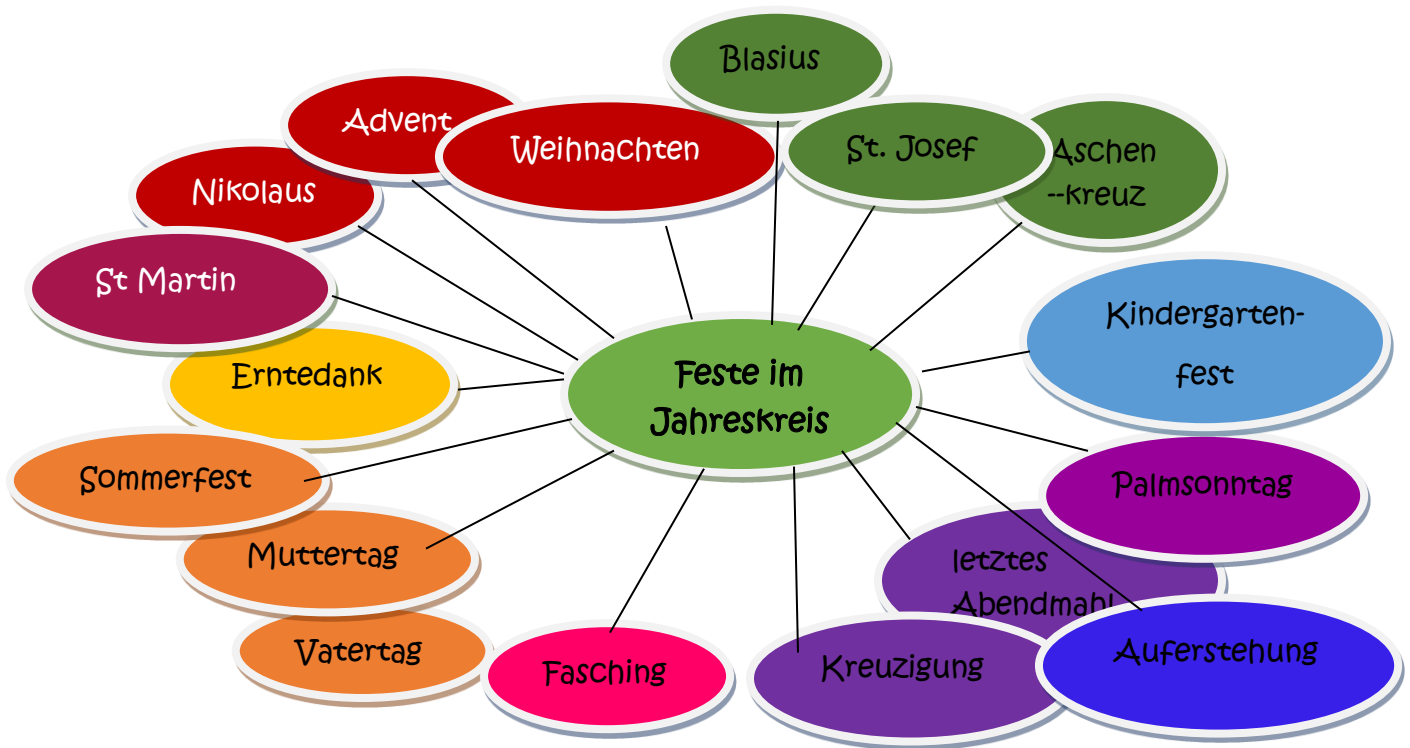 Blasius
Advent
Weihnachten
St. Josef
Aschen
--kreuz
Nikolaus
St Martin
Kindergarten-
fest
Erntedank
Feste im
Jahreskreis
Sommerfest
Palmsonntag
Muttertag
letztes
Abendmahl
Vatertag
Fasching
Kreuzigung
Auferstehung